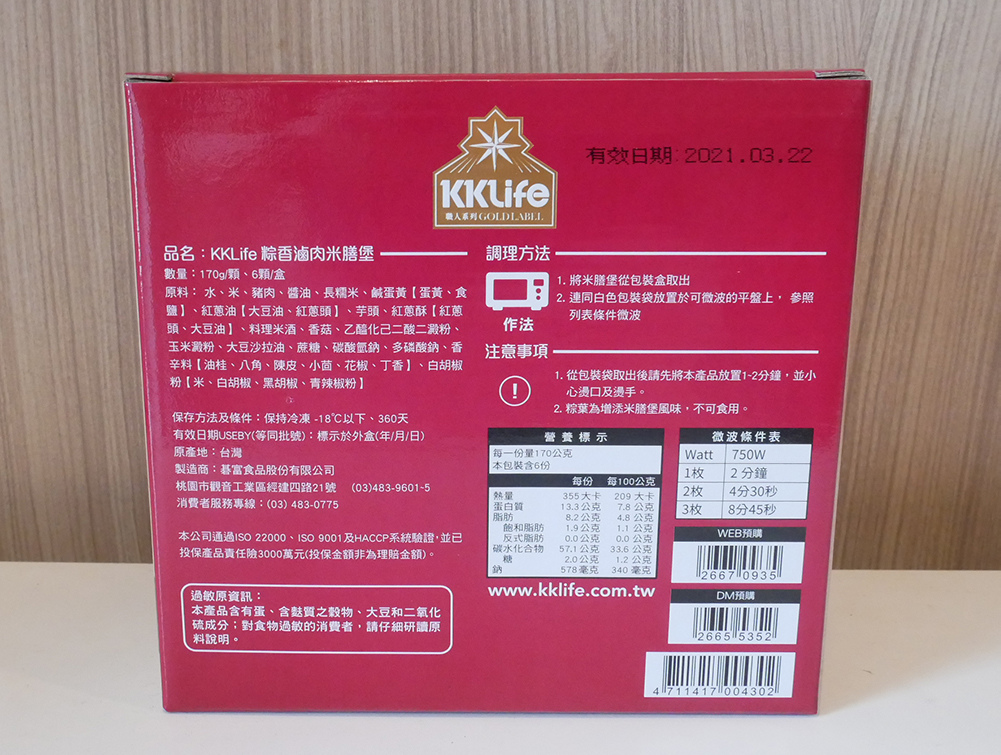 KKLife
職人系列 GOLD LABEL
有效日期:2021.03.22
品名：KKLife 粽香滷肉米膳堡
數量：170g/顆、6顆/盒
原料： 水、米、豬肉、醬油、長糯米、鹹蛋黃【蛋黃、食
鹽】、紅蔥油【大豆油、紅蔥頭】、芋頭、紅蔥酥【紅蔥
頭、大豆油】、料理米酒、香菇、乙醯化己二酸二澱粉、
玉米澱粉、大豆沙拉油、蔗糖、碳酸氫鈉、多磷酸鈉、香
辛料【油桂、八角、陳皮、小茴、花椒、丁香】、白胡椒
粉【米、白胡椒、黑胡椒、青辣椒粉】
保存方法及條件：保持冷凍 -18℃以下、360天
有效日期USEBY(等同批號)：標示於外盒(年/月/日)
原產地：台灣
製造商：碁富食品股份有限公司
桃園市觀音工業區經建四路21號 (03)483-9601~5
消費者服務專線：(03) 483-0775
本公司通過ISO 22000、ISO 9001及HACCP系統驗證,並已
投保產品責任險3000萬元(投保金額非為理賠金額)。
過敏原資訊：
本產品含有蛋、含麩質之穀物、大豆和二氧化
硫成分；對食物過敏的消費者，請仔細研讀原
料說明。
調理方法
作法
1. 將米膳堡從包裝盒取出
2. 連同白色包裝袋放置於可微波的平盤上， 參照
列表條件微波
注意事項
1. 從包裝袋取出後請先將本產品放置1-2分鐘，並小
心燙口及燙手。
2. 粽葉為增添米膳堡風味，不可食用。
營養標示
每一份量170公克
本包裝含6份
每份 每100公克
熱量 355 大卡 209 大卡
蛋白質 13.3 公克 7.8 公克
脂肪 8.2 公克 4.8 公克
飽和脂肪 1.9 公克 1.1 公克
反式脂肪 0.0 公克 0.0 公克
碳水化合物 57.1 公克 33.6 公克
糖 2.0 公克 1.2 公克
鈉 578 毫克 340 毫克
www.kklife.com.tw
微波條件表
Watt 750W
1枚 2 分鐘
2枚 4分30秒
3枚 8分45秒
WEB預購
2667 0935
DM預購
2665 5352
4 711417 004302